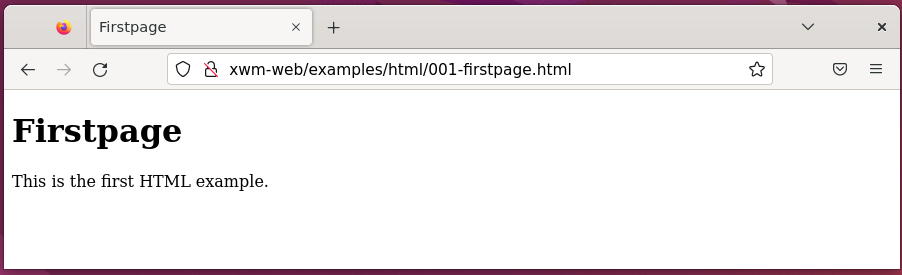 Firstpage
xwm-web/examples/html/001-firstpage.html
Firstpage
This is the first HTML example.